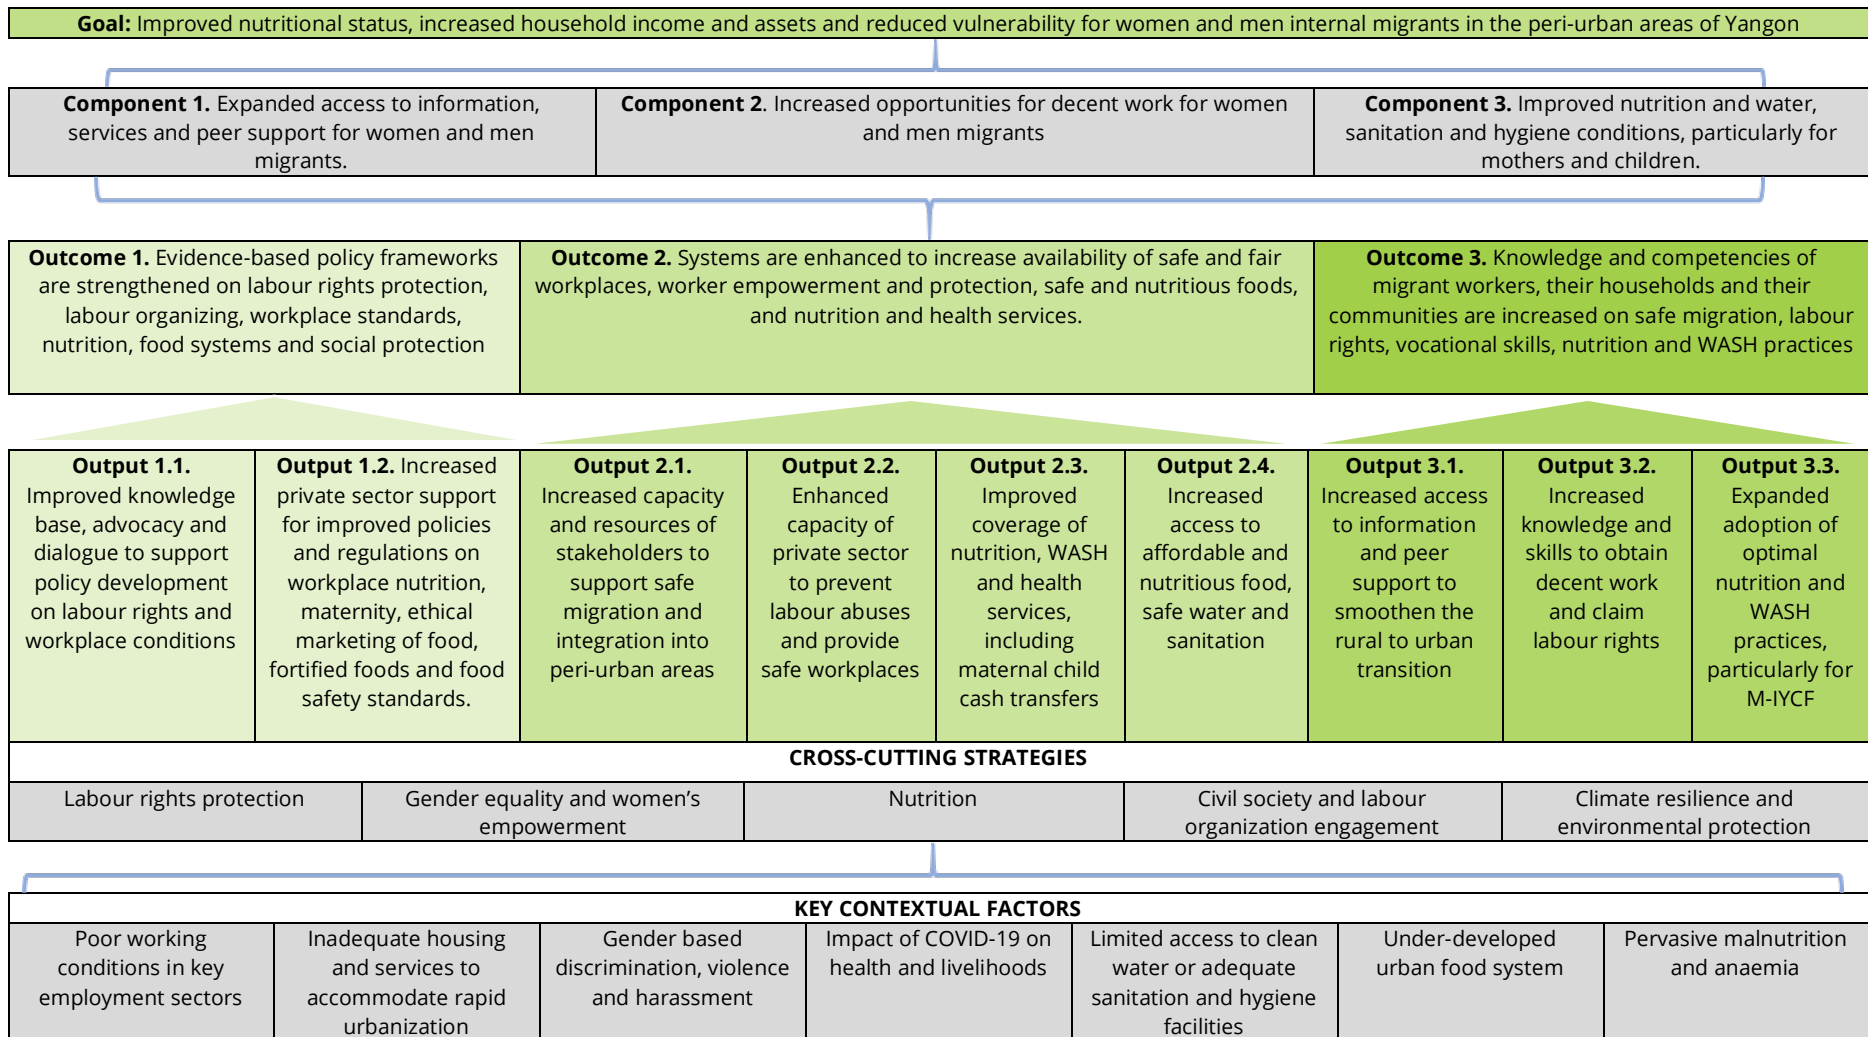 Goal: Improved nutritional status, increased household income and assets and reduced vulnerability for women and men internal migrants in the peri-urban areas of Yangon
Component 1. Expanded access to information,
services and peer support for women and men
migrants.
Component 2. Increased opportunities for decent work for women
and men migrants
Component 3. Improved nutrition and water,
sanitation and hygiene conditions, particularly for
mothers and children.
Outcome 1. Evidence-based policy frameworks
are strengthened on labour rights protection,
labour organizing, workplace standards,
nutrition, food systems and social protection
Outcome 2. Systems are enhanced to increase availability of safe and fair
workplaces, worker empowerment and protection, safe and nutritious foods,
and nutrition and health services.
Outcome 3. Knowledge and competencies of
migrant workers, their households and their
communities are increased on safe migration, labour
rights, vocational skills, nutrition and WASH practices
Output 1.1.
Improved knowledge
base, advocacy and
dialogue to support
policy development
on labour rights and
workplace conditions
Output 1.2. Increased
private sector support
for improved policies
and regulations on
workplace nutrition,
maternity, ethical
marketing of food,
fortified foods and food
safety standards.
Output 2.1.
Increased capacity
and resources of
stakeholders to
support safe
migration and
integration into
peri-urban areas
Output 2.2.
Enhanced
capacity of
private sector
to prevent
labour abuses
and provide
safe workplaces
Output 2.3.
Improved
coverage of
nutrition, WASH
and health
services,
including
maternal child
cash transfers
Output 2.4.
Increased
access to
affordable and
nutritious food,
safe water and
sanitation
Output 3.1.
Increased access
to information
and peer
support to
smoothen the
rural to urban
transition
Output 3.2.
Increased
knowledge and
skills to obtain
decent work
and claim
labour rights
Output 3.3.
Expanded
adoption of
optimal
nutrition and
WASH
practices,
particularly for
M-IYCF
CROSS-CUTTING STRATEGIES
Labour rights protection
Gender equality and women’s
empowerment
Nutrition
Civil society and labour
organization engagement
Climate resilience and
environmental protection
KEY CONTEXTUAL FACTORS
Poor working
conditions in key
employment sectors
Inadequate housing
and services to
accommodate rapid
urbanization
Gender based
discrimination, violence
and harassment
Impact of COVID-19 on
health and livelihoods
Limited access to clean
water or adequate
sanitation and hygiene
facilities
Under-developed
urban food system
Pervasive malnutrition
and anaemia